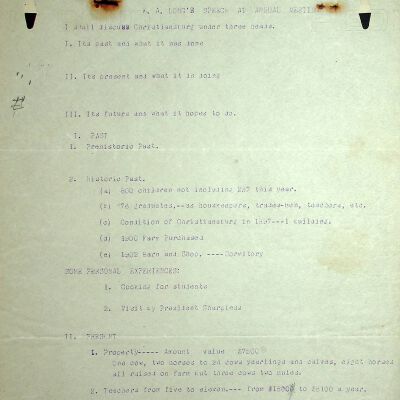 A. LONG'S SPEECH AT ANNUAL MEETING
I shall discuss Christiansburg under three heads.
I. Its past and what it has done
II. Its present and what it is doing
III. Its future and what it hopes to do.
I. PAST
1. Prehistoric Past.
2. Historic Past.
(a) 600 children not including 257 this year.
(b) 76 graduates,--as housekeepers, trades-men, teachers, etc.
(c) Condition of Christiansburg in 1897---1 building.
(d) 1900 Farm Purchased
(e) 1902 Barn and Shop, ----Dormitory
SOME PERSONAL EXPERIENCES:
1. Cooking for students
2. Visit by President Sharpless
II. PRESENT
1. Property---- Amount value
One cow, two horses to 24 cows yearlings and calves, eight horses
all raised on farm but three cows two mules.
2. Teachers from five to eleven.--- from to $5100 a year.